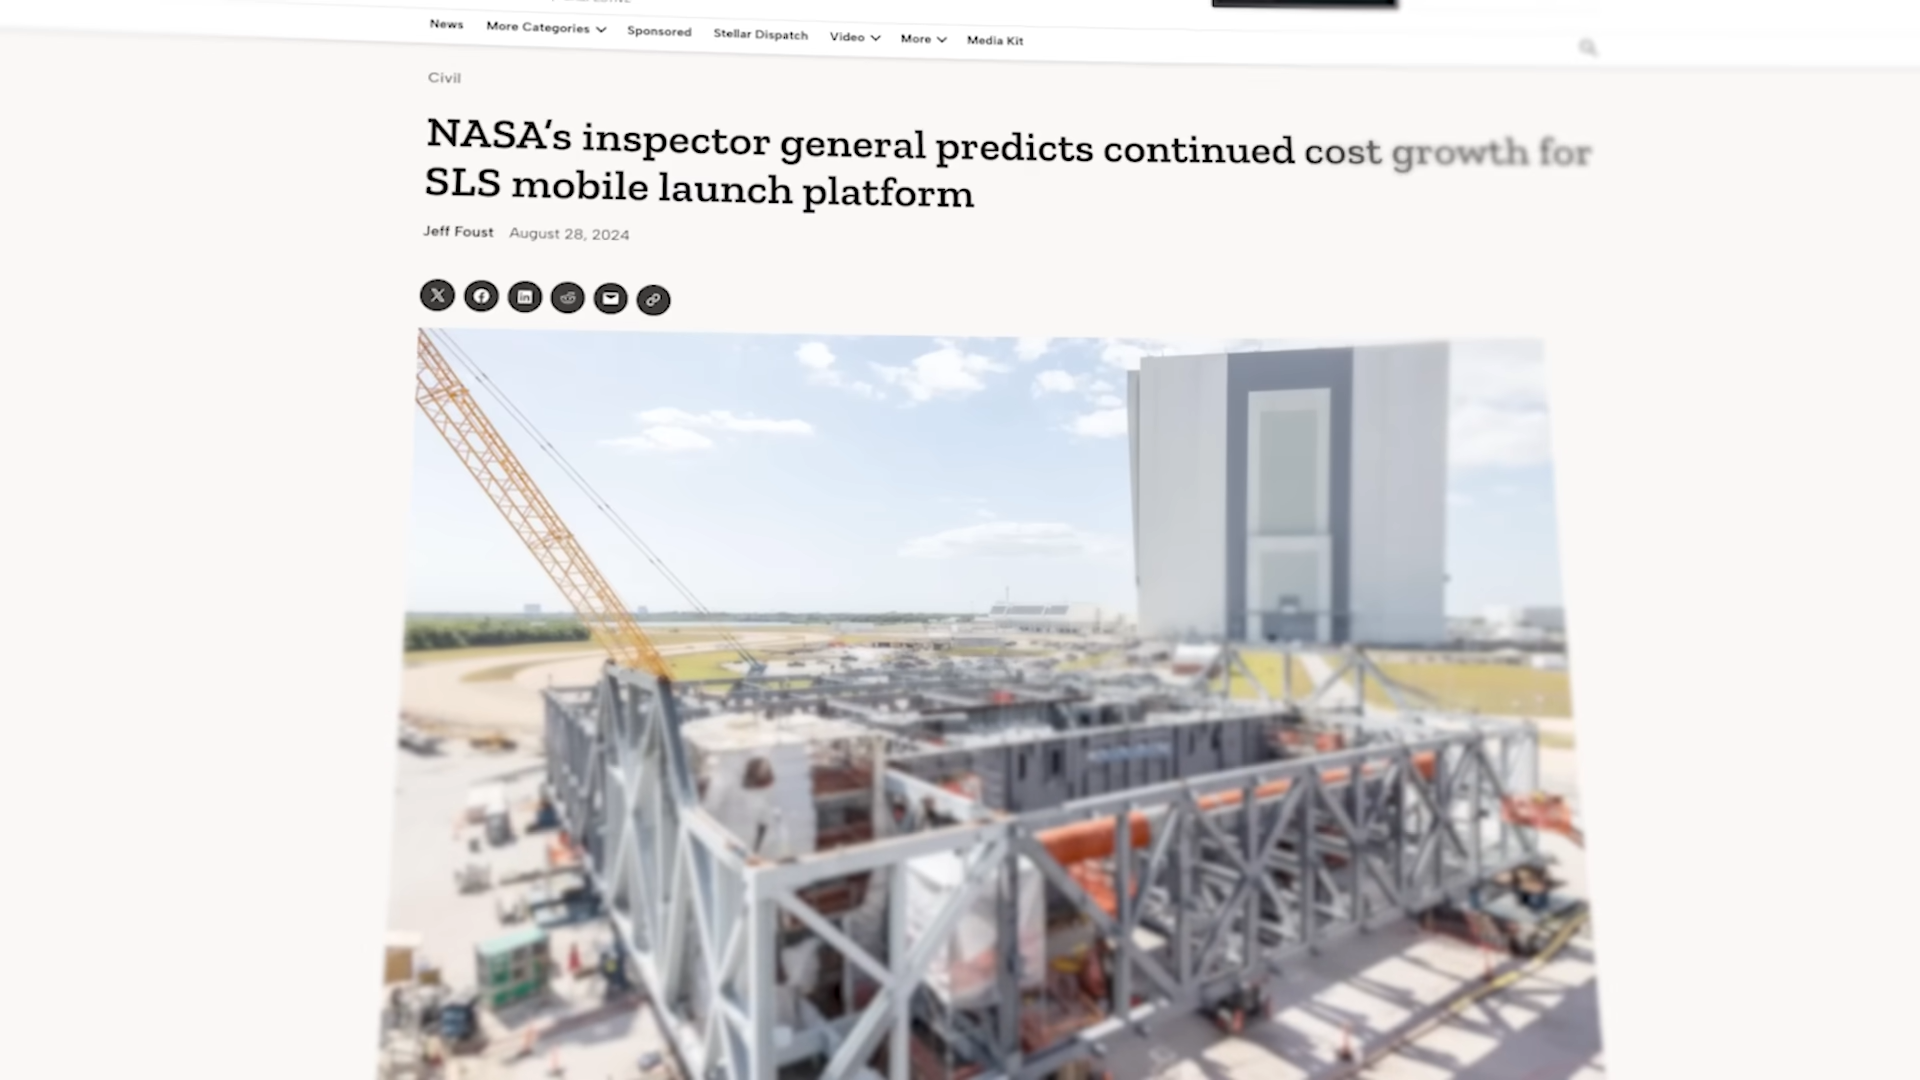 News More Categories Sponsored Stellar Dispatch Video More Media Kit
Civil
NASA's inspector general predicts continued cost growth for
SLS mobile launch platform
Jeff Foust August 28, 2024